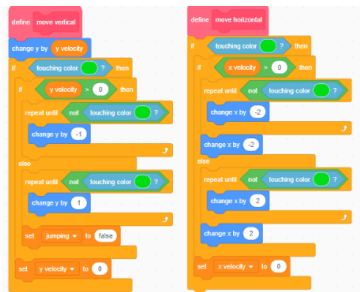 define move vertical
change y by y velocity
if touching color ? then
if y velocity > 0 then
repeat until not touching color ?
change y by -1
else
repeat until not touching color ?
change y by 1
set jumping to false
set y velocity to 0
define move horizontal
if touching color ? then
if x velocity > 0 then
repeat until not touching color ?
change x by -2
change x by -2
else
repeat until not touching color ?
change x by 2
change x by 2
set x velocity to 0